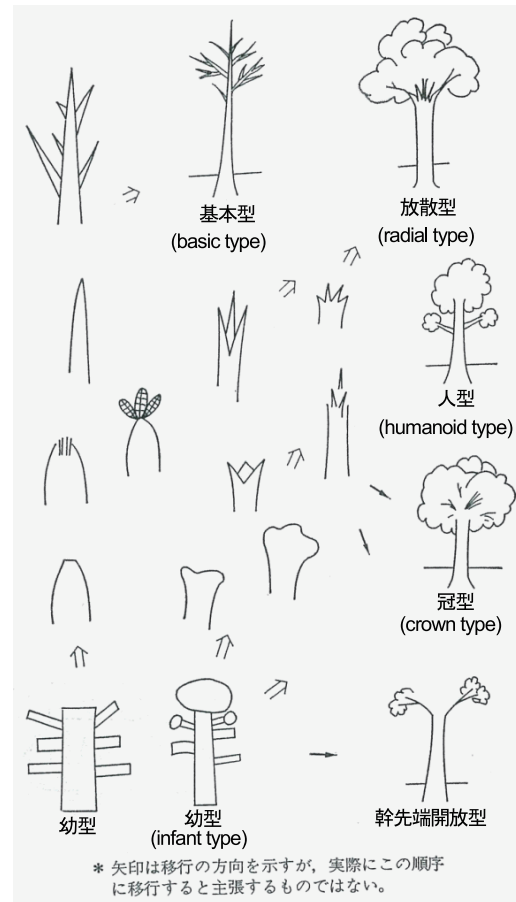 基本型
(basic type)
放散型
(radial type)
人型
(humanoid type)
冠型
(crown type)
幼型
幼型
(infant type)
幹先端開放型
* 矢印は移行の方向を示すが，実際にこの順序
に移行すると主張するものではない。